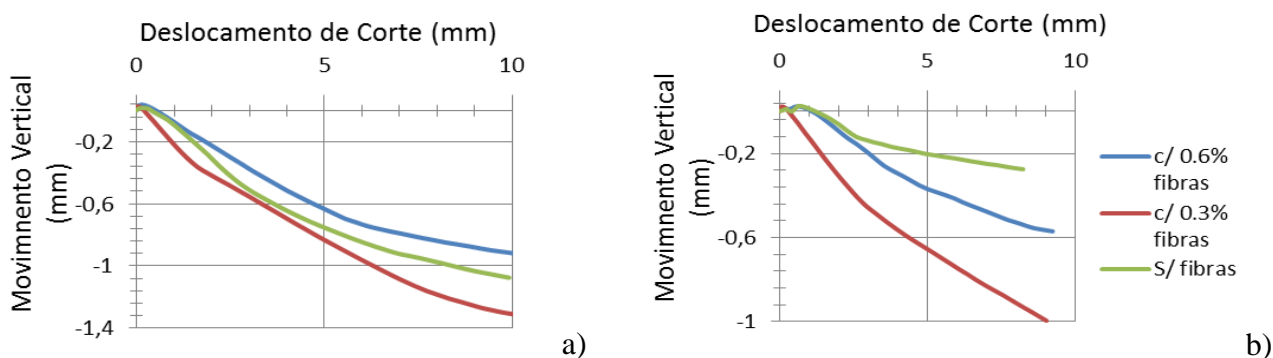 Deslocamento de Corte (mm)
0 5 10
Movimnento Vertical
(mm)
-0,2
-0,6
-1
-1,4
a)
Deslocamento de Corte (mm)
0 5 10
Movimnento Vertical
(mm)
-0,2
-0,6
-1
c/ 0.6%
fibras
c/ 0.3%
fibras
S/ fibras
b)